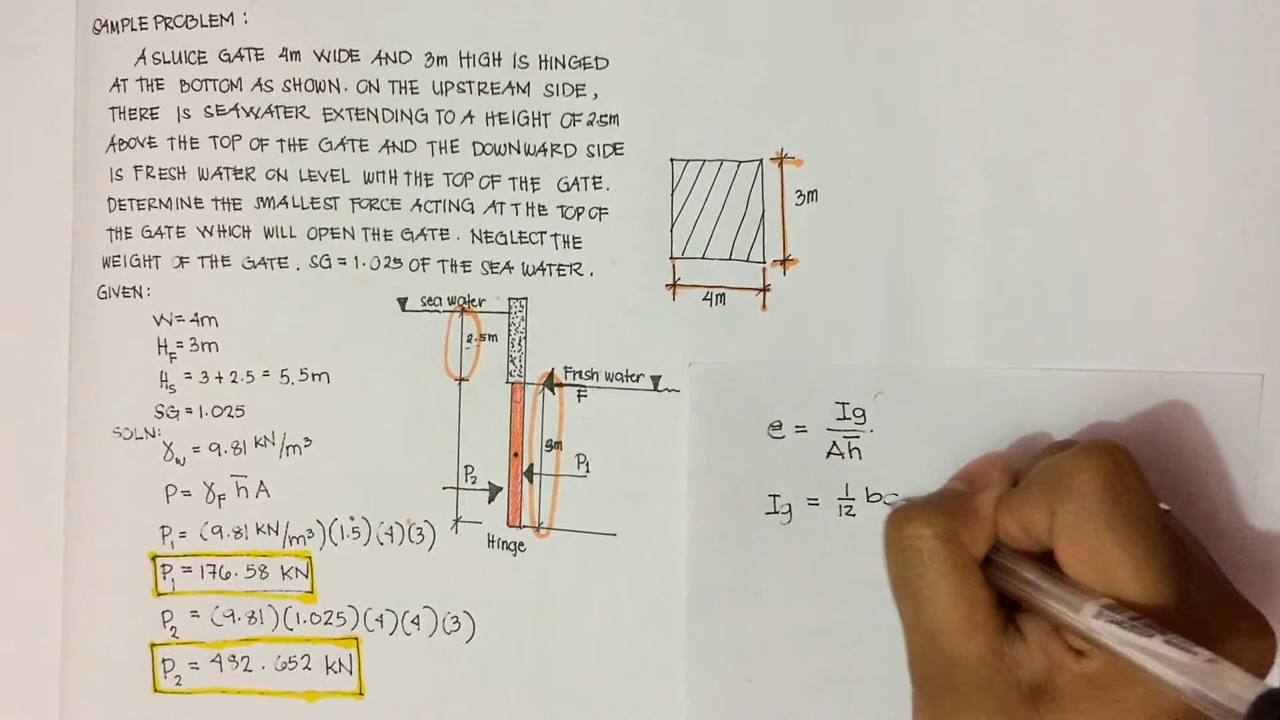 SAMPLE PROBLEM:
A SLUICE GATE 4m WIDE AND 3m HIGH IS HINGED
AT THE BOTTOM AS SHOWN. ON THE UPSTREAM SIDE,
THERE IS SEAWATER EXTENDING TO A HEIGHT OF 2.5m
ABOVE THE TOP OF THE GATE AND THE DOWNWARD SIDE
IS FRESH WATER ON LEVEL WITH THE TOP OF THE GATE.
DETERMINE THE SMALLEST FORCE ACTING AT THE TOP OF
THE GATE WHICH WILL OPEN THE GATE. NEGLECT THE
WEIGHT OF THE GATE. SG = 1.025 OF THE SEA WATER.
GIVEN:
W = 4m
H_F = 3m
H_S = 3 + 2.5 = 5.5m
SG = 1.025
SOLN:
γ_w = 9.81 KN/m³
P = γ_F h̄ A
P₁ = (9.81 KN/m³)(1.5)(4)(3)
P₁ = 176.58 KN
P₂ = (9.81)(1.025)(4)(4)(3)
P₂ = 482.652 KN
sea water
2.5m
Fresh water
F
3m
P₁
P₂
Hinge
3m
4m
e = Ig / Ah̄
Ig = 1/12 b